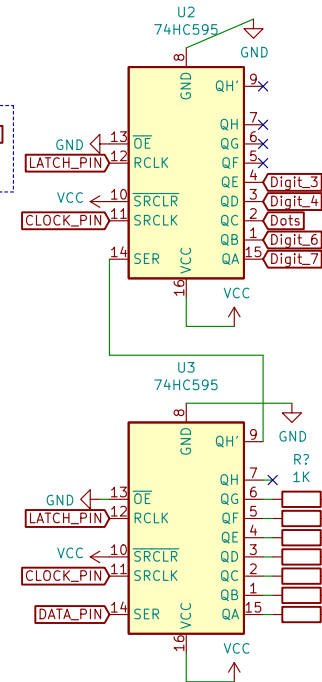 U2
74HC595
8
GND
GND
QH' 9
QH 7
GND 13 OE QG 6
LATCH_PIN 12 RCLK QF 5
QE 4 Digit_3
VCC 10 SRCLR QD 3 Digit_4
CLOCK_PIN 11 SRCLK QC 2 Dots
QB 1 Digit_6
14 SER VCC QA 15 Digit_7
16
VCC
U3
74HC595
8
GND
GND
QH' 9
R?
1K
QH 7
GND 13 OE QG 6
LATCH_PIN 12 RCLK QF 5
QE 4
VCC 10 SRCLR QD 3
CLOCK_PIN 11 SRCLK QC 2
QB 1
DATA_PIN 14 SER VCC QA 15
16
VCC